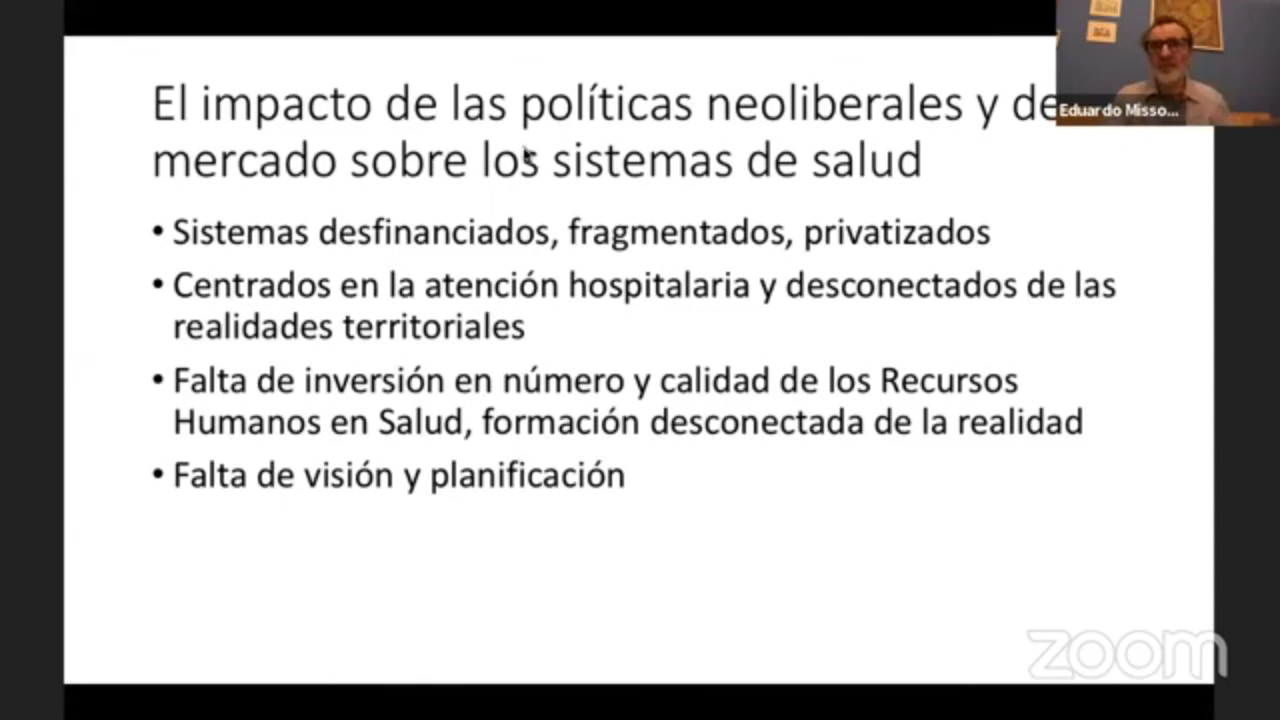 El impacto de las políticas neoliberales y de
mercado sobre los sistemas de salud
• Sistemas desfinanciados, fragmentados, privatizados
• Centrados en la atención hospitalaria y desconectados de las
realidades territoriales
• Falta de inversión en número y calidad de los Recursos
Humanos en Salud, formación desconectada de la realidad
• Falta de visión y planificación
Eduardo Misso...
zoom